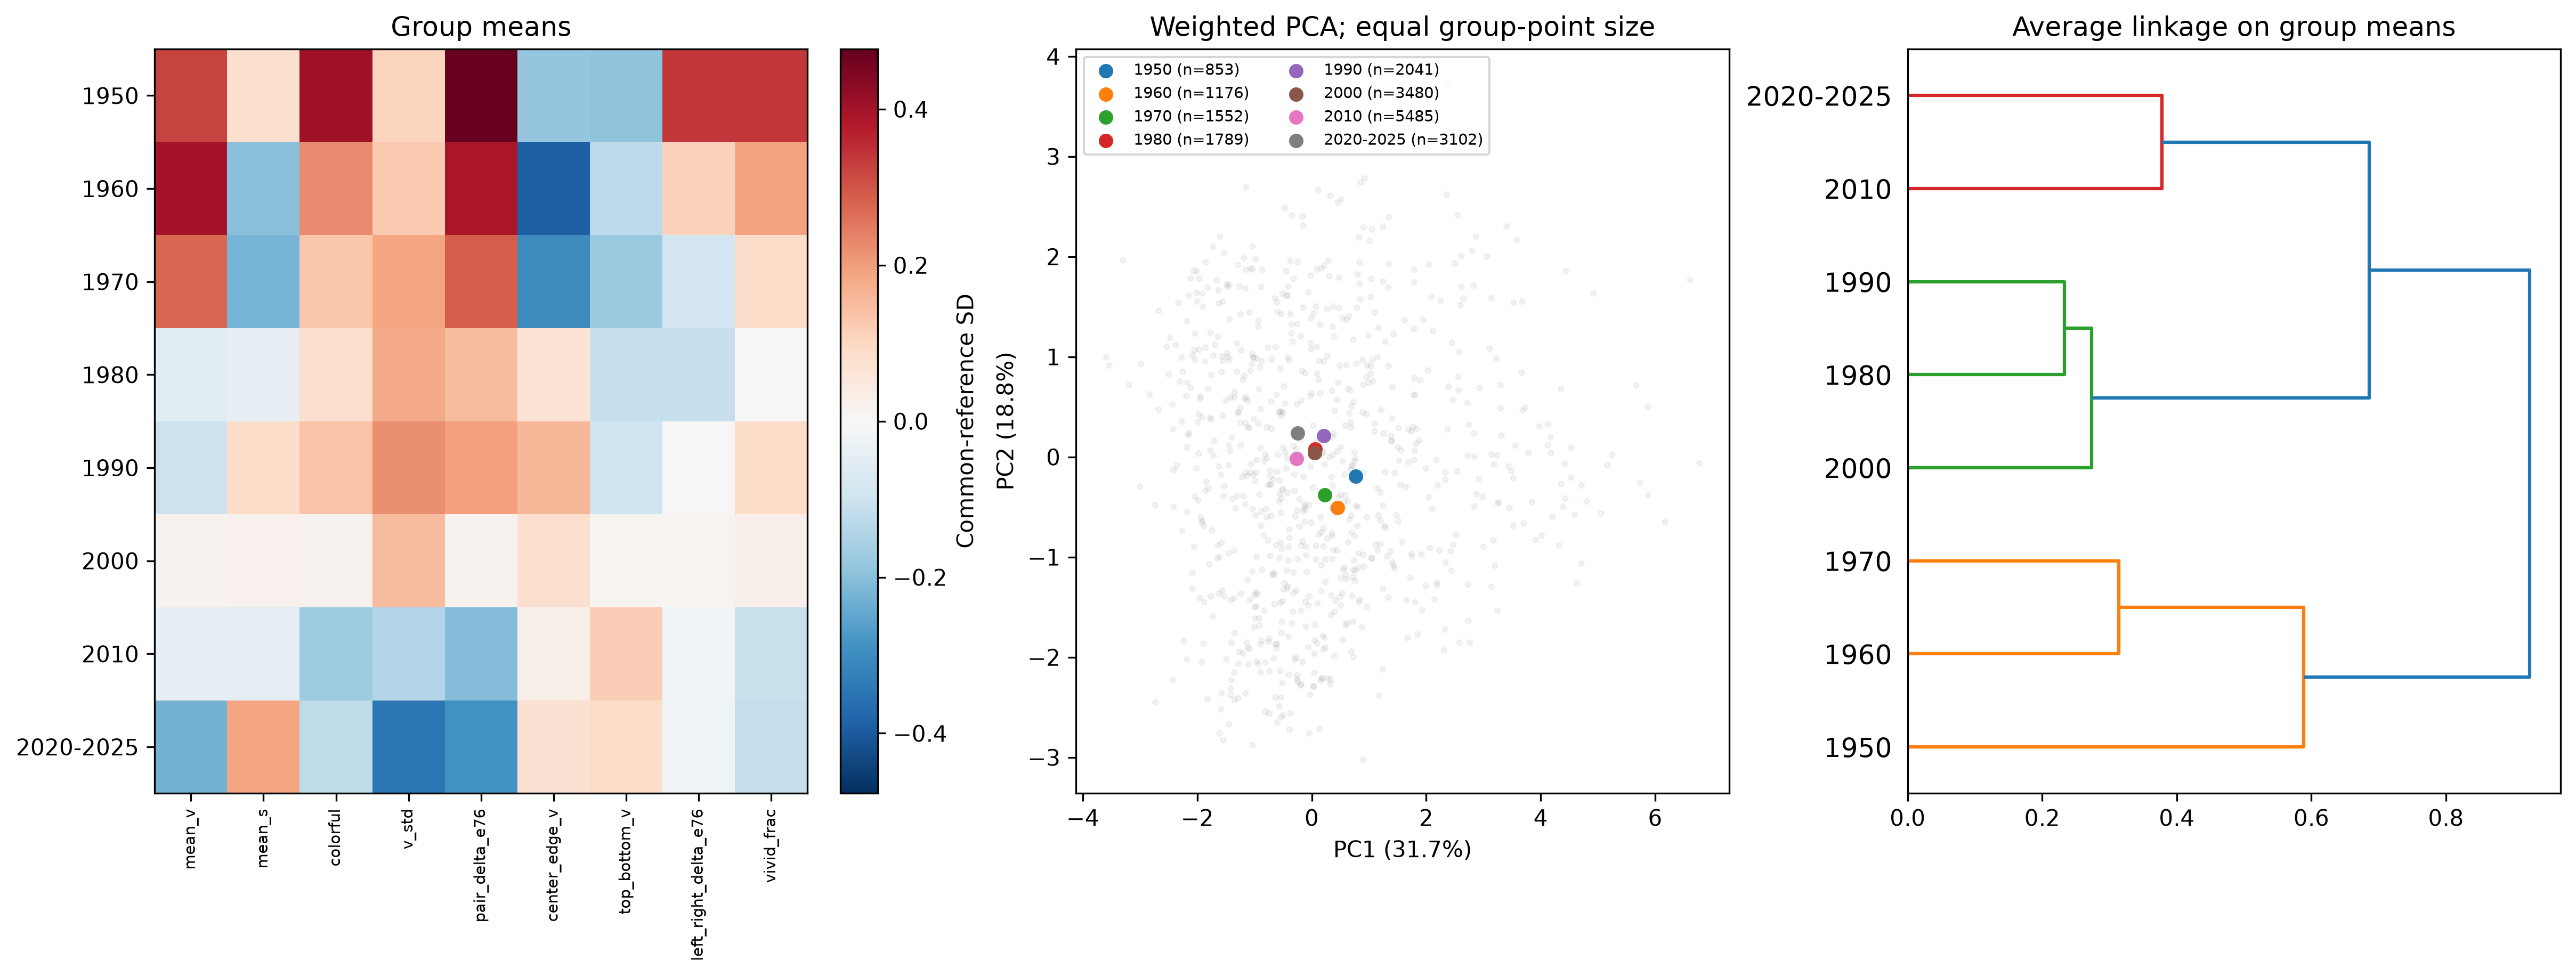 Group means
1950
1960
1970
1980
1990
2000
2010
2020-2025
mean_v
mean_s
colorful
v_std
pair_delta_e76
center_edge_v
top_bottom_v
left_right_delta_e76
vivid_frac
0.4
0.2
0.0
−0.2
−0.4
Common-reference SD
Weighted PCA; equal group-point size
1950 (n=853)
1960 (n=1176)
1970 (n=1552)
1980 (n=1789)
1990 (n=2041)
2000 (n=3480)
2010 (n=5485)
2020-2025 (n=3102)
4
3
2
1
0
−1
−2
−3
PC2 (18.8%)
−4
−2
0
2
4
6
PC1 (31.7%)
Average linkage on group means
2020-2025
2010
1990
1980
2000
1970
1960
1950
0.0
0.2
0.4
0.6
0.8